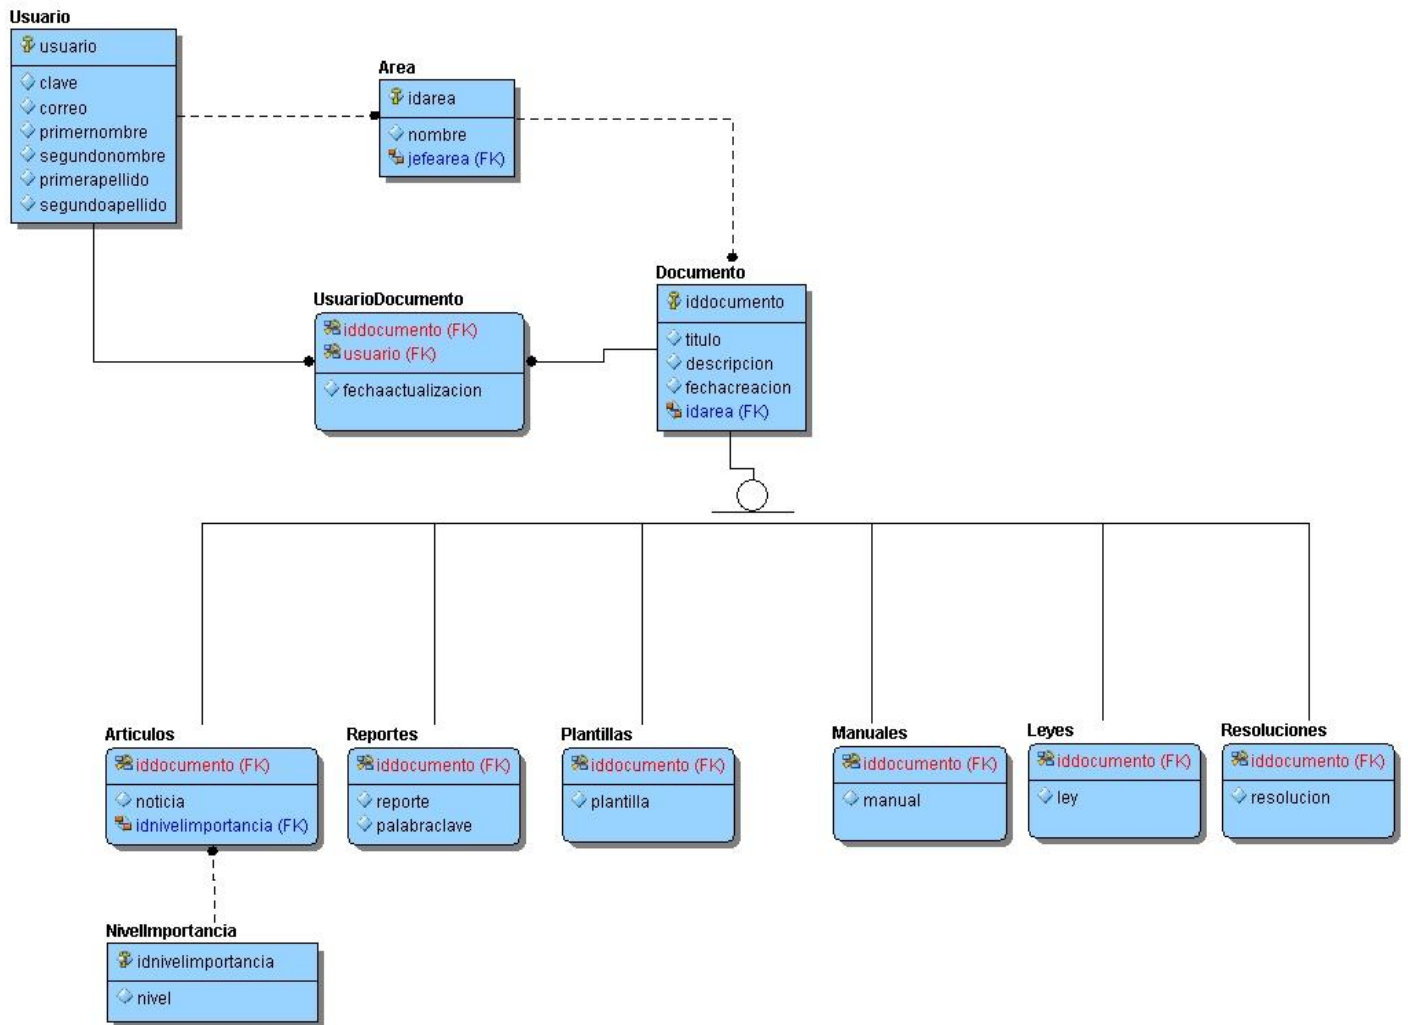 Usuario
usuario
clave
correo
primernombre
segundonombre
primerapellido
segundoapellido
Area
idarea
nombre
jefearea (FK)
UsuarioDocumento
iddocumento (FK)
usuario (FK)
fechaactualizacion
Documento
iddocumento
titulo
descripcion
fechacreacion
idarea (FK)
Articulos
iddocumento (FK)
noticia
idnivelimportancia (FK)
Reportes
iddocumento (FK)
reporte
palabraclave
Plantillas
iddocumento (FK)
plantilla
Manuales
iddocumento (FK)
manual
Leyes
iddocumento (FK)
ley
Resoluciones
iddocumento (FK)
resolucion
NivelImportancia
idnivelimportancia
nivel